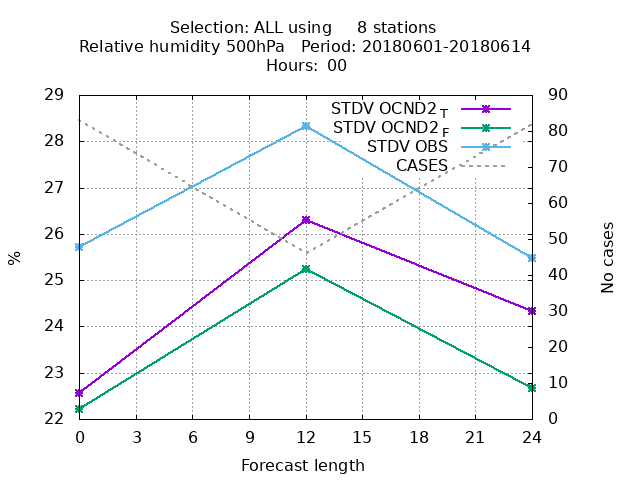 Selection: ALL using     8 stations
Relative humidity 500hPa   Period: 20180601-20180614
Hours: 00
29
28
27
26
25
24
23
22
%
STDV OCND2 T
STDV OCND2 F
STDV OBS
CASES
90
80
70
60
50
40
30
20
10
0
No cases
0 3 6 9 12 15 18 21 24
Forecast length